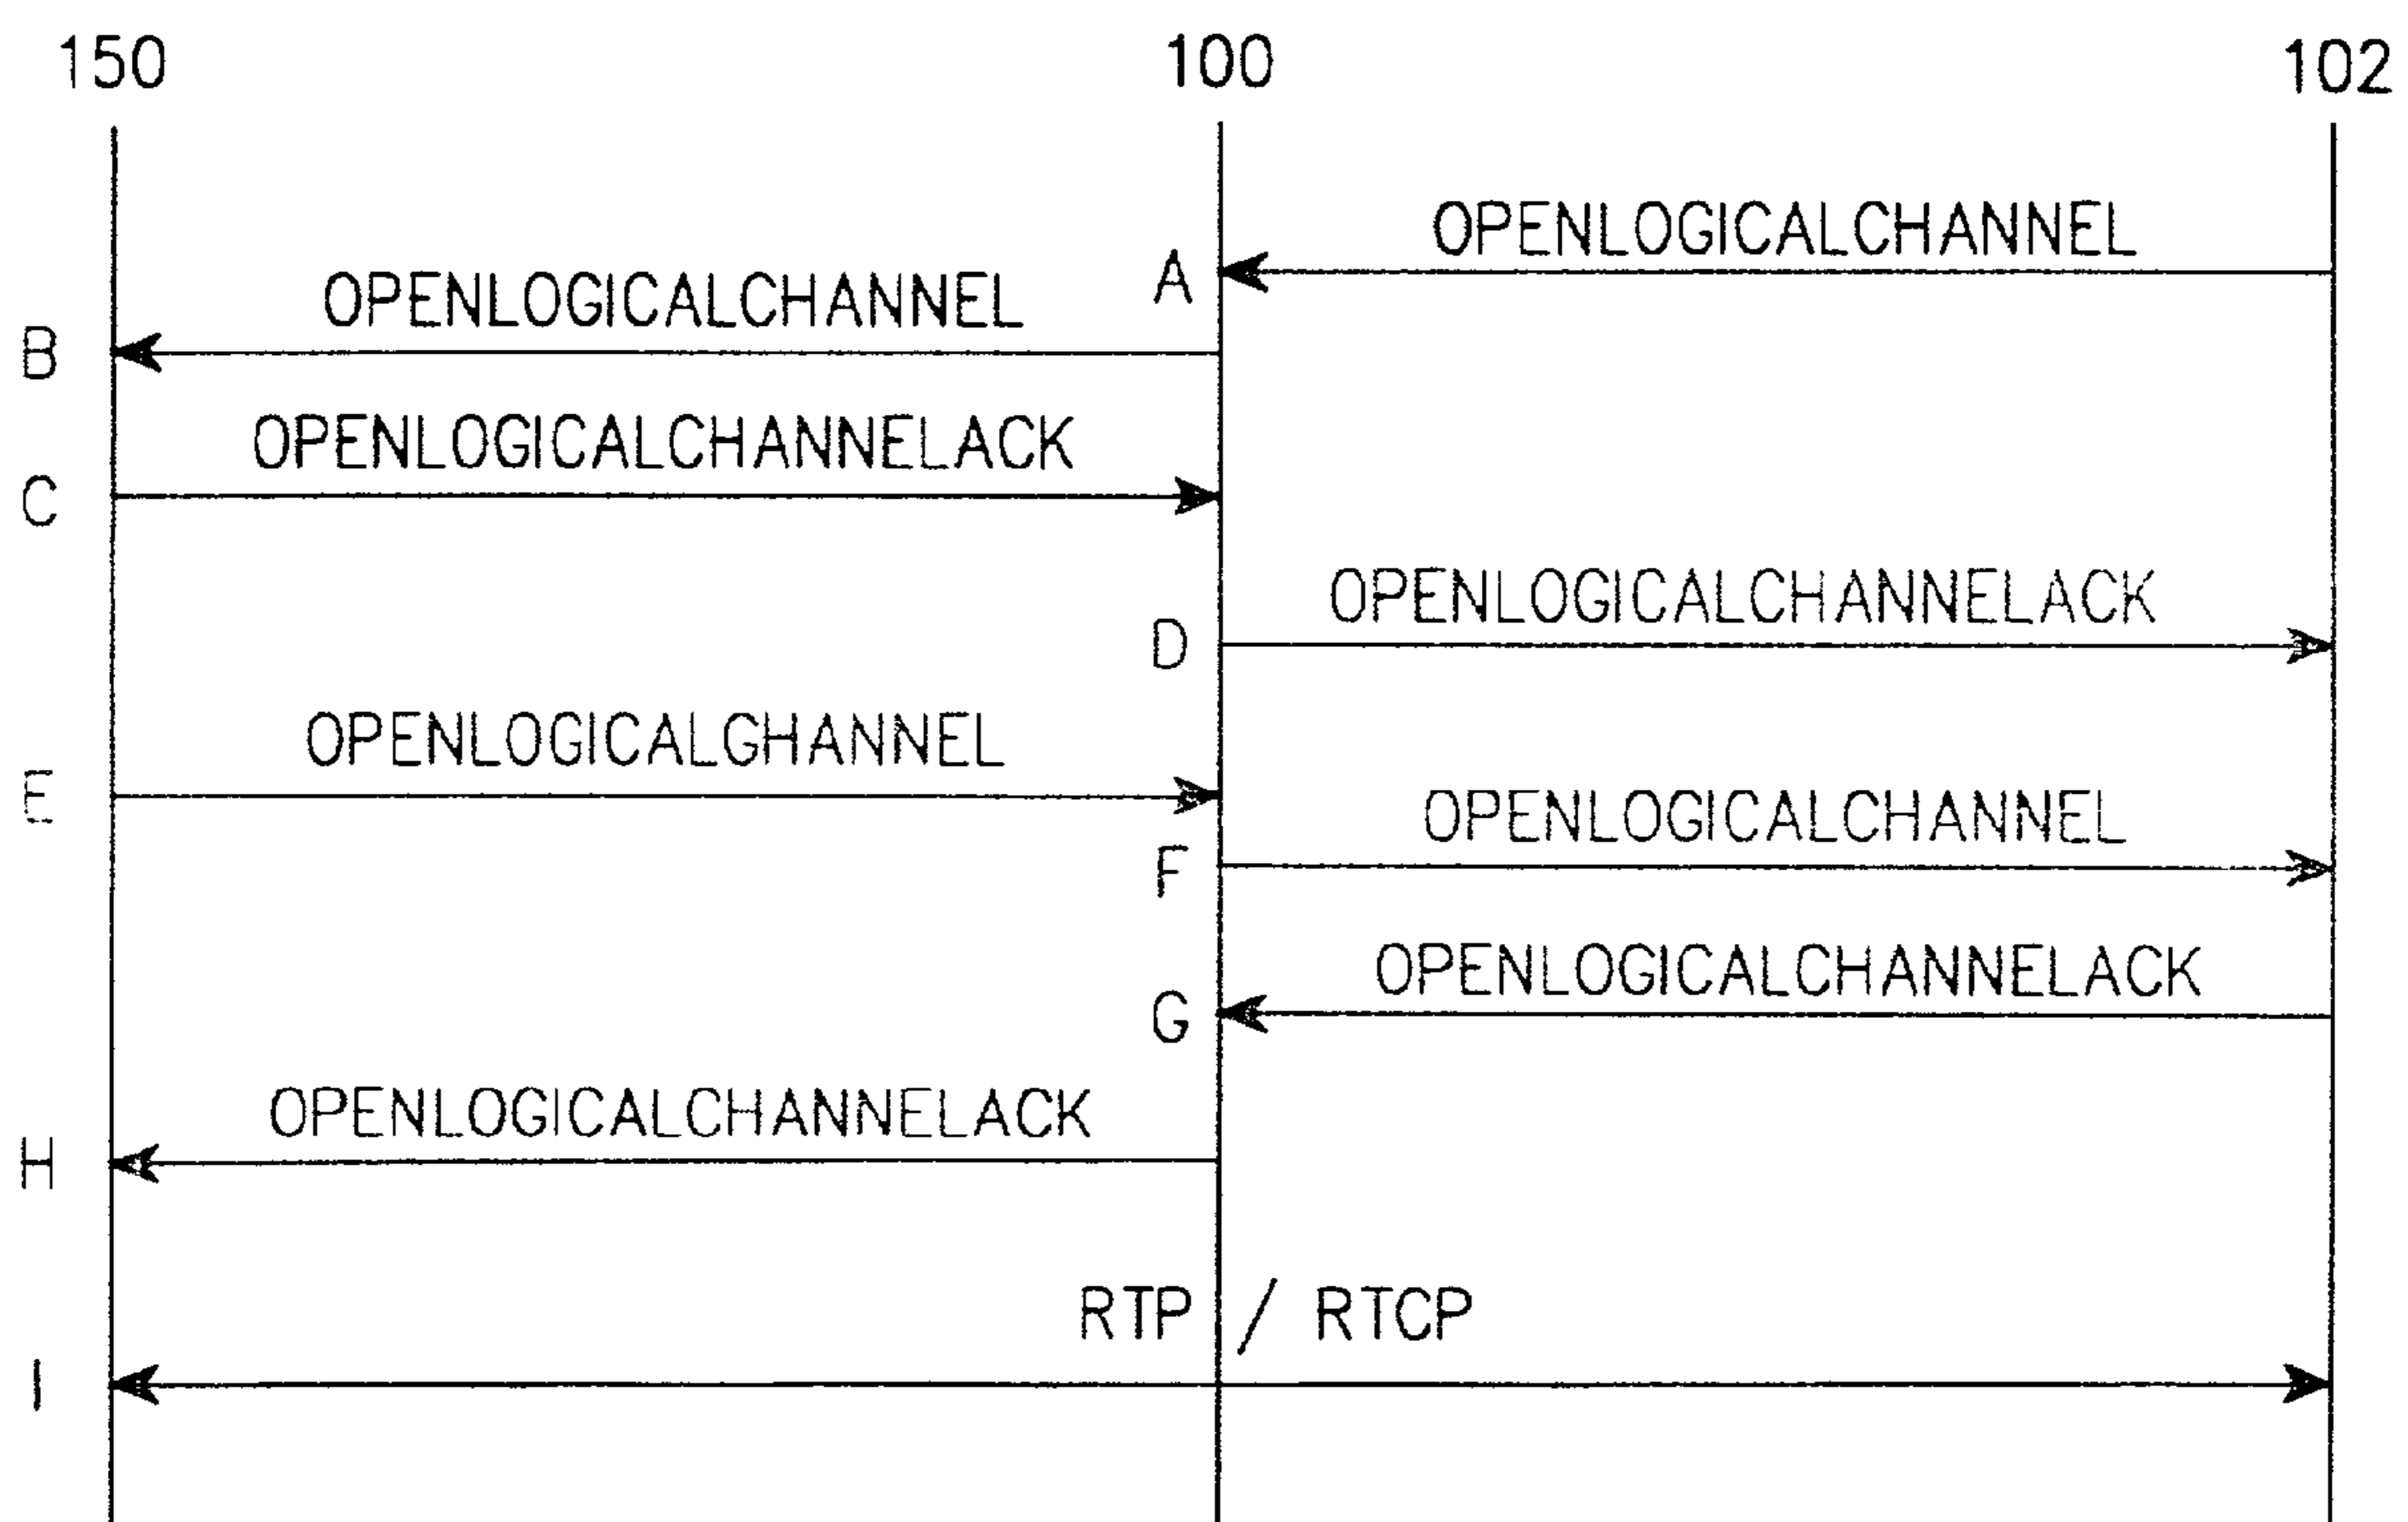 150 100 102
OPENLOGICALCHANNEL
A
OPENLOGICALCHANNEL
B
OPENLOGICALCHANNELACK
C
OPENLOGICALCHANNELACK
D
OPENLOGICALGHANNEL
E
OPENLOGICALCHANNEL
F
OPENLOGICALCHANNELACK
G
OPENLOGICALCHANNELACK
H
RTP / RTCP
I